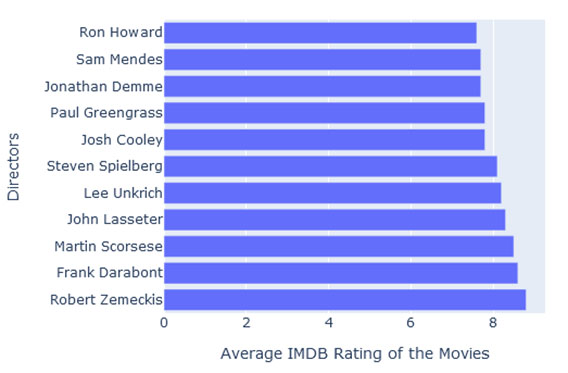 Directors
Ron Howard
Sam Mendes
Jonathan Demme
Paul Greengrass
Josh Cooley
Steven Spielberg
Lee Unkrich
John Lasseter
Martin Scorsese
Frank Darabont
Robert Zemeckis
0 2 4 6 8
Average IMDB Rating of the Movies